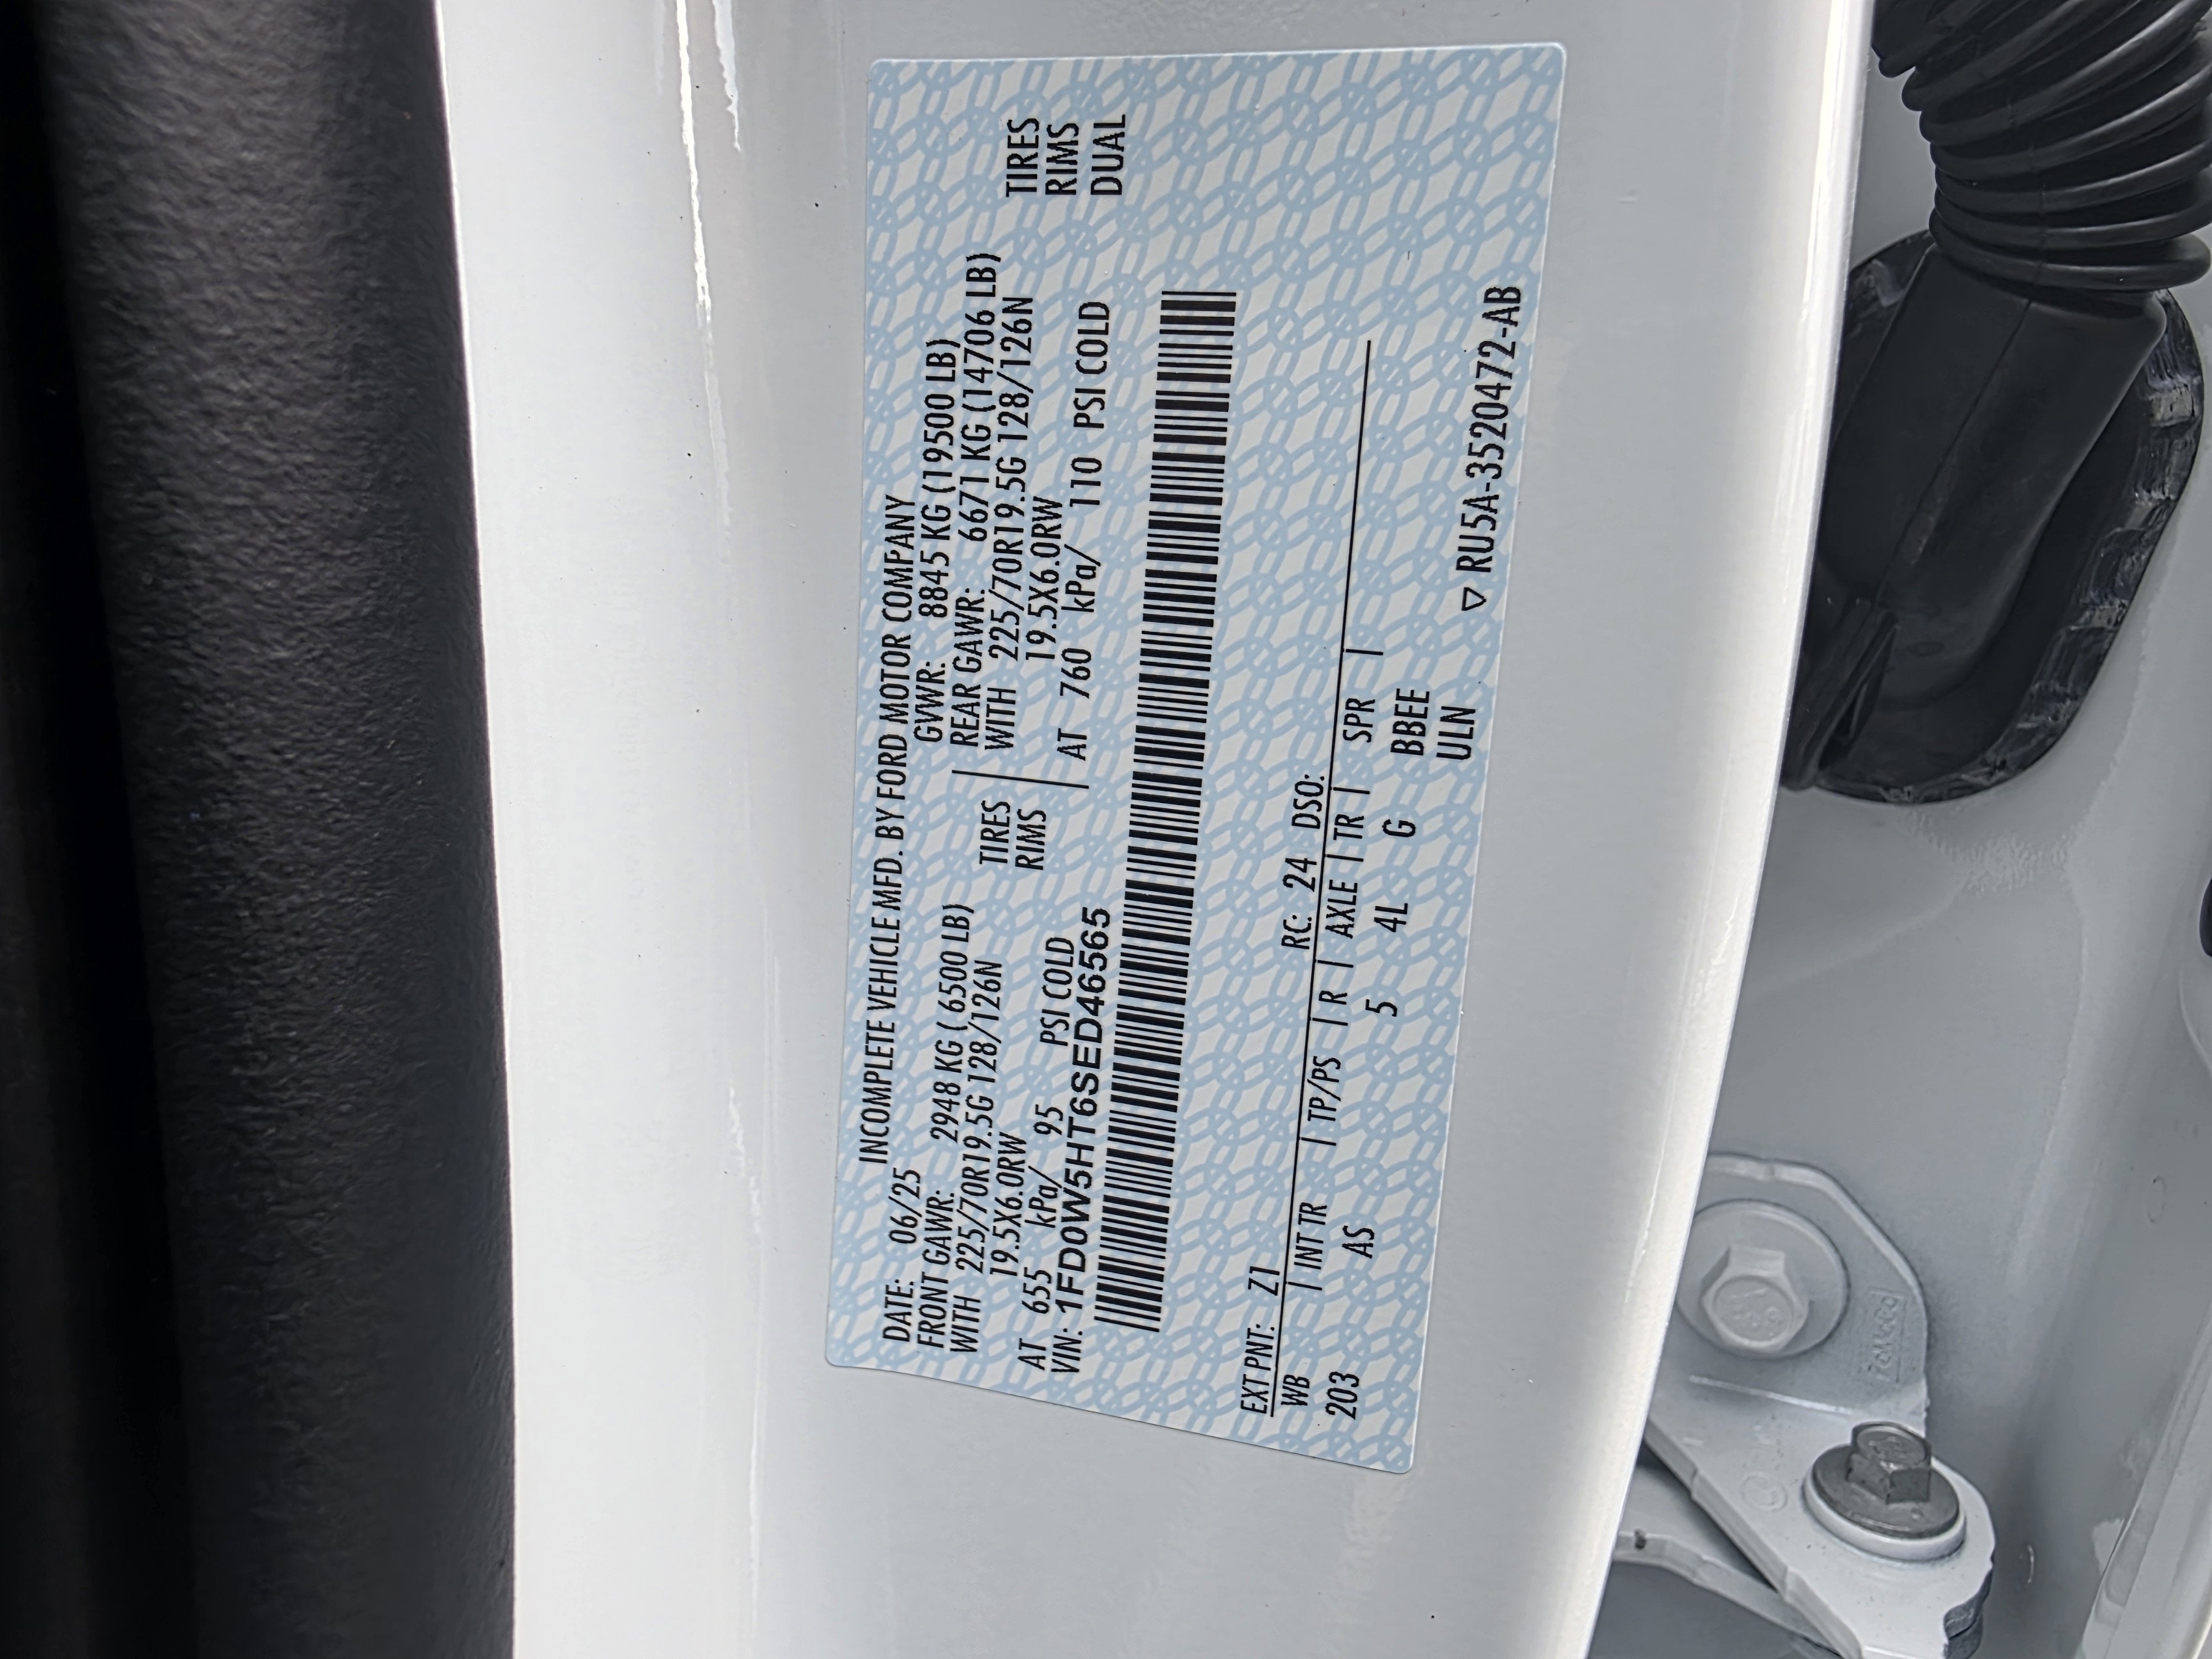 INCOMPLETE VEHICLE MFD. BY FORD MOTOR COMPANY
DATE: 06/25 GVWR: 8845 KG (19500 LB)
FRONT GAWR: 2948 KG ( 6500 LB) REAR GAWR: 6671 KG (14706 LB)
WITH 225/70R19.5G 128/126N TIRES WITH 225/70R19.5G 128/126N TIRES
19.5X6.0RW RIMS 19.5X6.0RW RIMS
AT 655 kPa/ 95 PSI COLD AT 760 kPa/ 110 PSI COLD DUAL
VIN: 1FD0W5HT6SED46565
EXT PNT: Z1 RC: 24 DSO:
WB | INT TR | TP/PS | R | AXLE | TR | SPR |
203 AS 5 4L G BBEE
ULN
▽ RU5A-3520472-AB